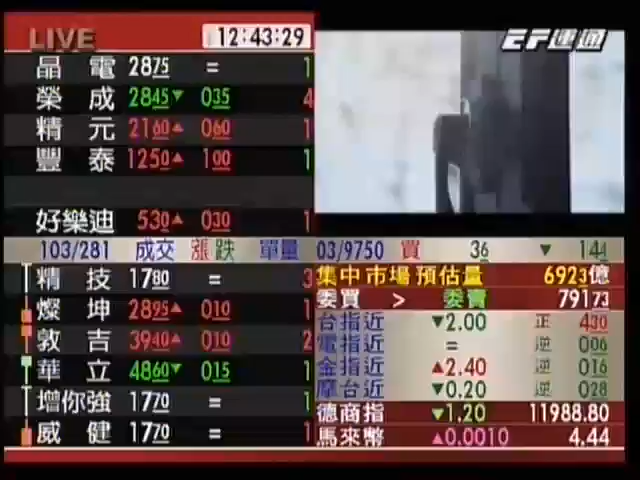 LIVE 12:43:29 EF連通
晶電 2875 = 1
榮成 2845▼ 035 4
精元 2160▲ 060 1
豐泰 1250▲ 100 1
好樂迪 530▲ 030 1
103/281 成交 漲跌 單量
精技 1780 = 3
燦坤 2895▲ 010 1
敦吉 3940▲ 010 2
華立 4860▼ 015 1
增你強 1770 = 1
威健 1770 = 1
03/9750 買 36 ▼ 144
集中市場預估量 6923億
委買 > 委賣 79173
台指近 ▼2.00 正 430
電指近 = 逆 006
金指近 ▲2.40 逆 016
摩台近 ▼0.20 逆 028
德商指 ▼1.20 11988.80
馬來幣 ▲0.0010 4.44